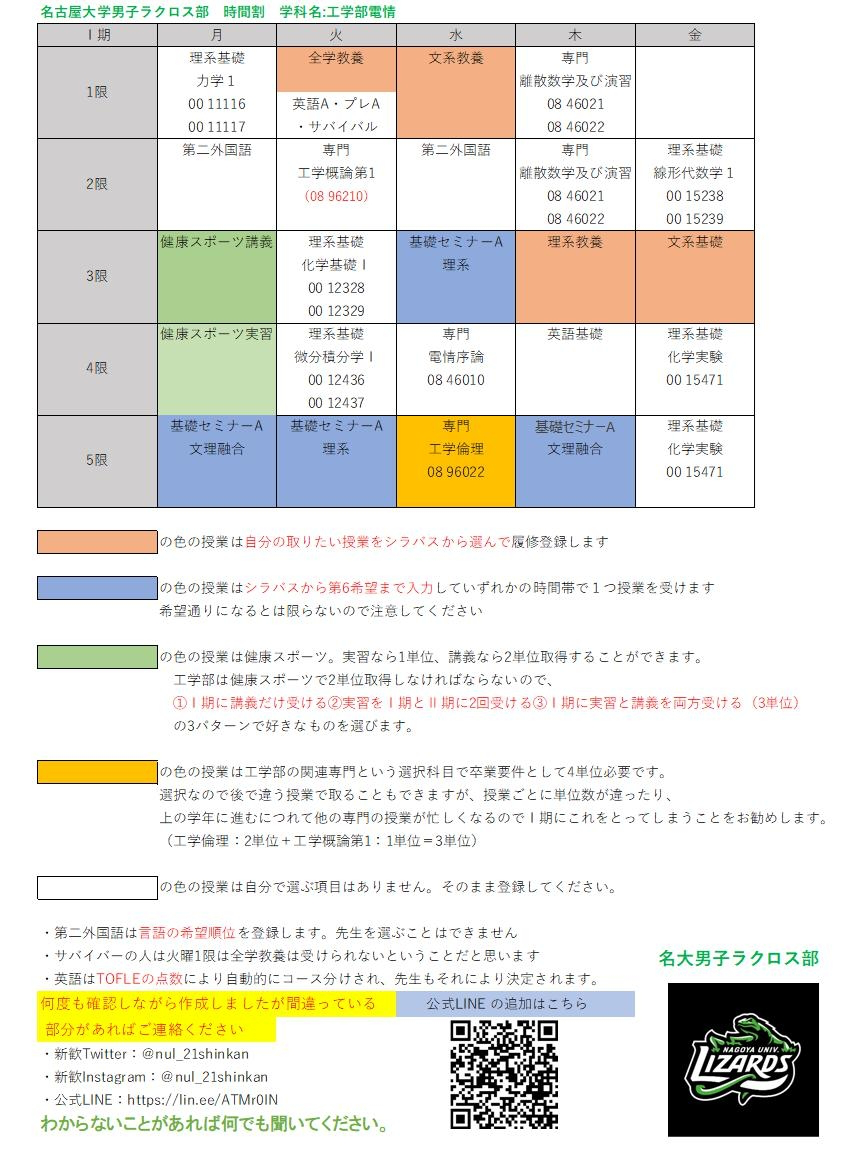 名古屋大学男子ラクロス部 時間割 学科名:工学部電情
Ⅰ期 月 火 水 木 金
1限
理系基礎
力学1
00 11116
00 11117
全学教養
英語A・プレA
・サバイバル
文系教養
専門
離散数学及び演習
08 46021
08 46022
2限
第二外国語
専門
工学概論第1
(08 96210)
第二外国語
専門
離散数学及び演習
08 46021
08 46022
理系基礎
線形代数学1
00 15238
00 15239
3限
健康スポーツ講義
理系基礎
化学基礎Ⅰ
00 12328
00 12329
基礎セミナーA
理系
理系教養
文系基礎
4限
健康スポーツ実習
理系基礎
微分積分学Ⅰ
00 12436
00 12437
専門
電情序論
08 46010
英語基礎
理系基礎
化学実験
00 15471
5限
基礎セミナーA
文理融合
基礎セミナーA
理系
専門
工学倫理
08 96022
基礎セミナーA
文理融合
理系基礎
化学実験
00 15471
の色の授業は自分の取りたい授業をシラバスから選んで履修登録します
の色の授業はシラバスから第6希望まで入力していずれかの時間帯で1つ授業を受けます
希望通りになるとは限らないので注意してください
の色の授業は健康スポーツ。実習なら1単位、講義なら2単位取得することができます。
工学部は健康スポーツで2単位取得しなければならないので、
①Ⅰ期に講義だけ受ける②実習をⅠ期とⅡ期に2回受ける③Ⅰ期に実習と講義を両方受ける(3単位)
の3パターンで好きなものを選びます。
の色の授業は工学部の関連専門という選択科目で卒業要件として4単位必要です。
選択なので後で違う授業で取ることもできますが、授業ごとに単位数が違ったり、
上の学年に進むにつれて他の専門の授業が忙しくなるのでⅠ期にこれをとってしまうことをお勧めします。
(工学倫理:2単位+工学概論第1:1単位=3単位)
の色の授業は自分で選ぶ項目はありません。そのまま登録してください。
・第二外国語は言語の希望順位を登録します。先生を選ぶことはできません
・サバイバーの人は火曜1限は全学教養は受けられないということだと思います
・英語はTOFLEの点数により自動的にコース分けされ、先生もそれにより決定されます。
何度も確認しながら作成しましたが間違っている
部分があればご連絡ください
公式LINE の追加はこちら
・新歓Twitter:@nul_21shinkan
・新歓Instagram:@nul_21shinkan
・公式LINE:https://lin.ee/ATMr0IN
わからないことがあれば何でも聞いてください。
名大男子ラクロス部
NAGOYA UNIV.
LIZARDS